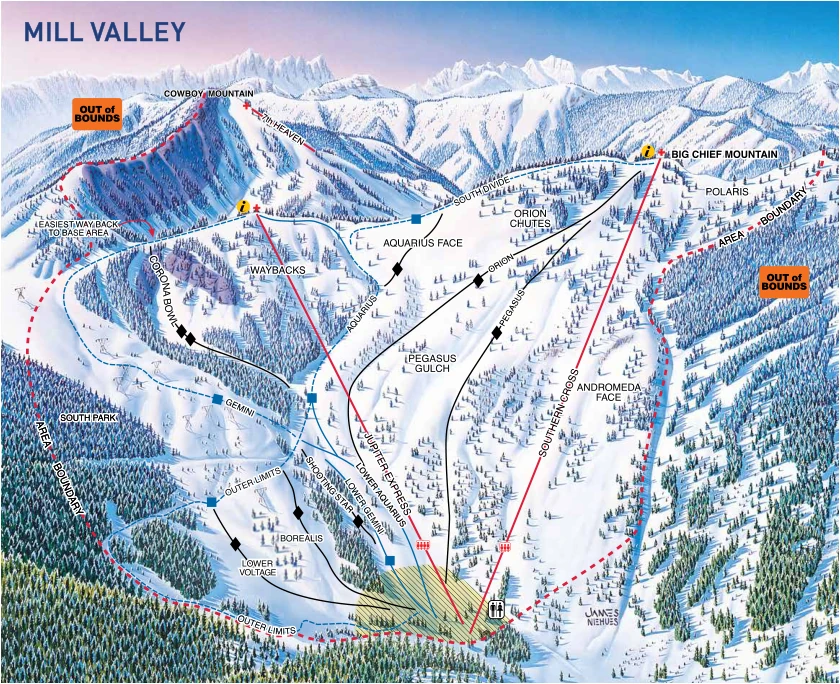 MILL VALLEY
COWBOY MOUNTAIN
OUT of
BOUNDS
7th HEAVEN
i
BIG CHIEF MOUNTAIN
POLARIS
SOUTH DIVIDE
i
ORION
CHUTES
AREA BOUNDARY
EASIEST WAY BACK
TO BASE AREA
AQUARIUS FACE
WAYBACKS
CORONA BOWL
ORION
OUT of
BOUNDS
AQUARIUS
PEGASUS
PEGASUS
GULCH
ANDROMEDA
FACE
SOUTHERN CROSS
GEMINI
SOUTH PARK
AREA BOUNDARY
JUPITER EXPRESS
SHOOTING STAR
LOWER GEMINI
LOWER AQUARIUS
OUTER LIMITS
BOREALIS
LOWER
VOLTAGE
OUTER LIMITS
JAMES
NIEHUES